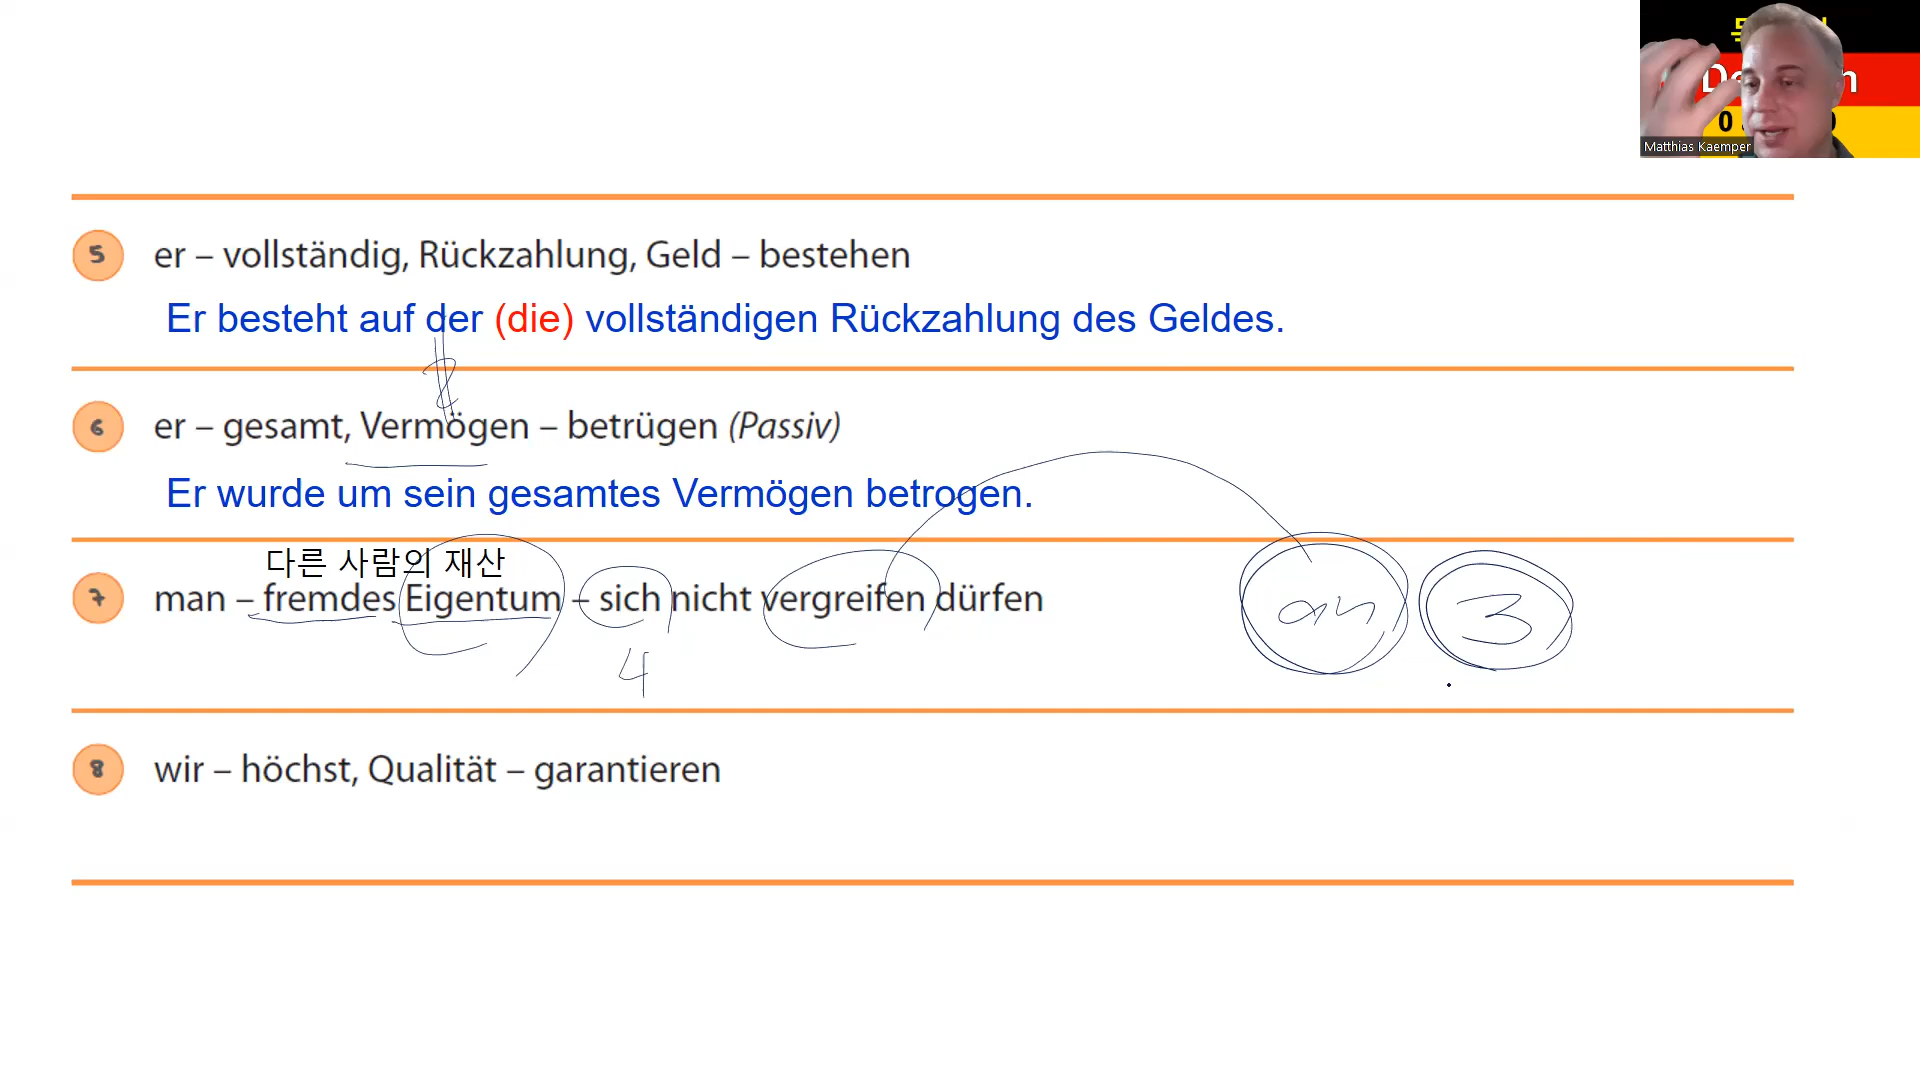 Matthias Kaemper
5 er – vollständig, Rückzahlung, Geld – bestehen
Er besteht auf der (die) vollständigen Rückzahlung des Geldes.
6 er – gesamt, Vermögen – betrügen (Passiv)
Er wurde um sein gesamtes Vermögen betrogen.
다른 사람의 재산
7 man – fremdes Eigentum – sich nicht vergreifen dürfen
an 3
4
8 wir – höchst, Qualität – garantieren